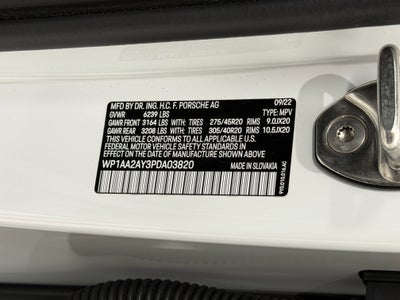 MFD. BY DR. ING. H.C. F. PORSCHE AG 09/22
GVWR 6239 LBS TYPE: MPV
GAWR FRONT 3164 LBS WITH TIRES 275/45R20 RIMS 9.0JX20
GAWR REAR 3208 LBS WITH TIRES 305/40R20 RIMS 10.5JX20
THIS VEHICLE CONFORMS TO ALL APPLICABLE U.S.
FEDERAL MOTOR VEHICLE SAFETY STANDARDS IN
EFFECT ON THE DATE OF MANUFACTURE SHOWN ABOVE.
WP1AA2AY3PDA03820 MADE IN SLOVAKIA